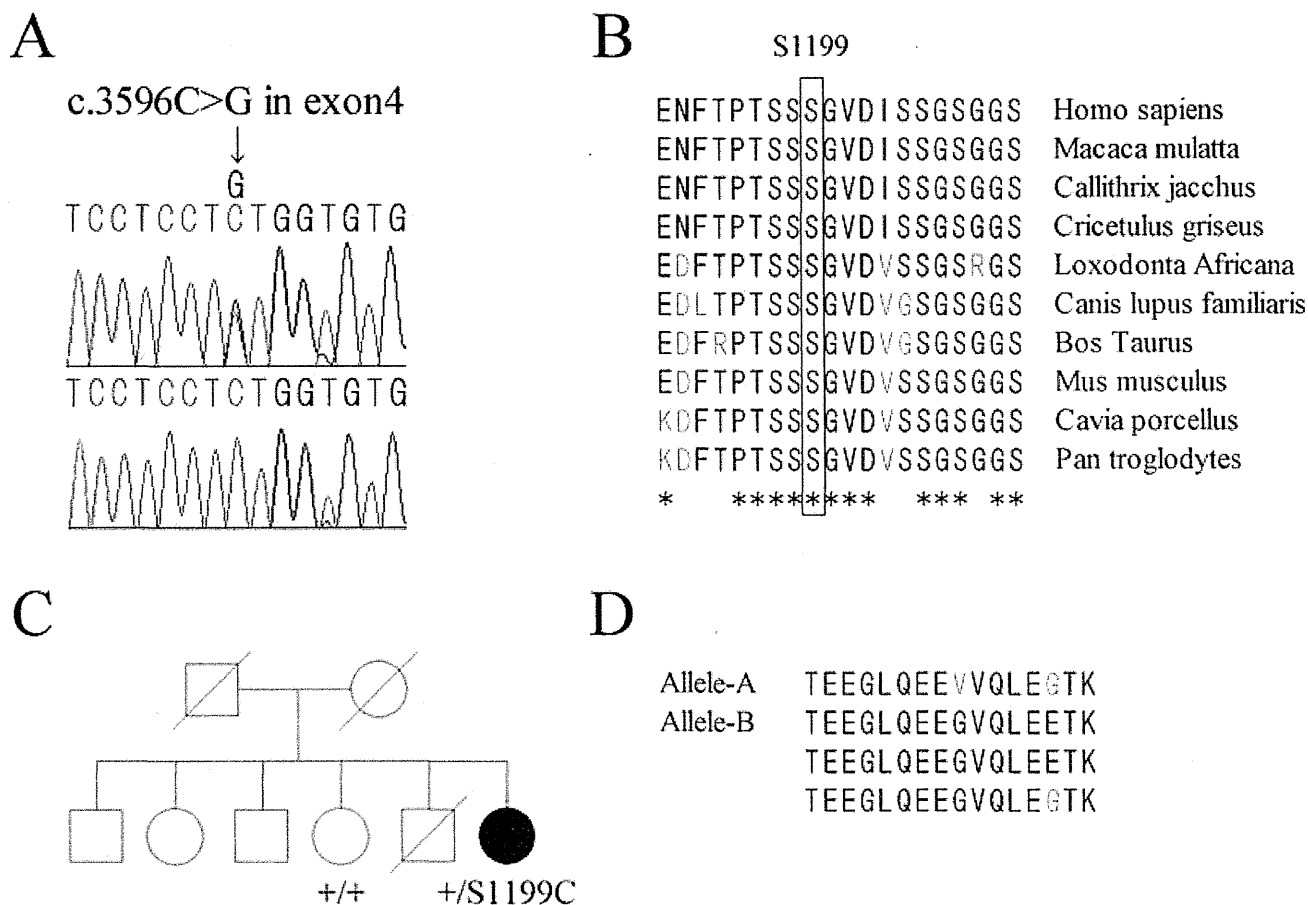 A
c.3596C>G in exon4
G
TCCTCCTCTGGTGTG
TCCTCCTCTGGTGTG
B
S1199
ENFTPTSSSGVDISSGSGGS Homo sapiens
ENFTPTSSSGVDISSGSGGS Macaca mulatta
ENFTPTSSSGVDISSGSGGS Callithrix jacchus
ENFTPTSSSGVDISSGSGGS Cricetulus griseus
EDFTPTSSSGVDVSSGSRGS Loxodonta Africana
EDLTPTSSSGVDVGSGSGGS Canis lupus familiaris
EDFRPTSSSGVDVGSGSGGS Bos Taurus
EDFTPTSSSGVDVSSGSGGS Mus musculus
KDFTPTSSSGVDVSSGSGGS Cavia porcellus
KDFTPTSSSGVDVSSGSGGS Pan troglodytes
* ******** *** **
C
+/+ +/S1199C
D
Allele-A TEEGLQEEVVQLEGTK
Allele-B TEEGLQEEGVQLEETK
TEEGLQEEGVQLEETK
TEEGLQEEGVQLEGTK